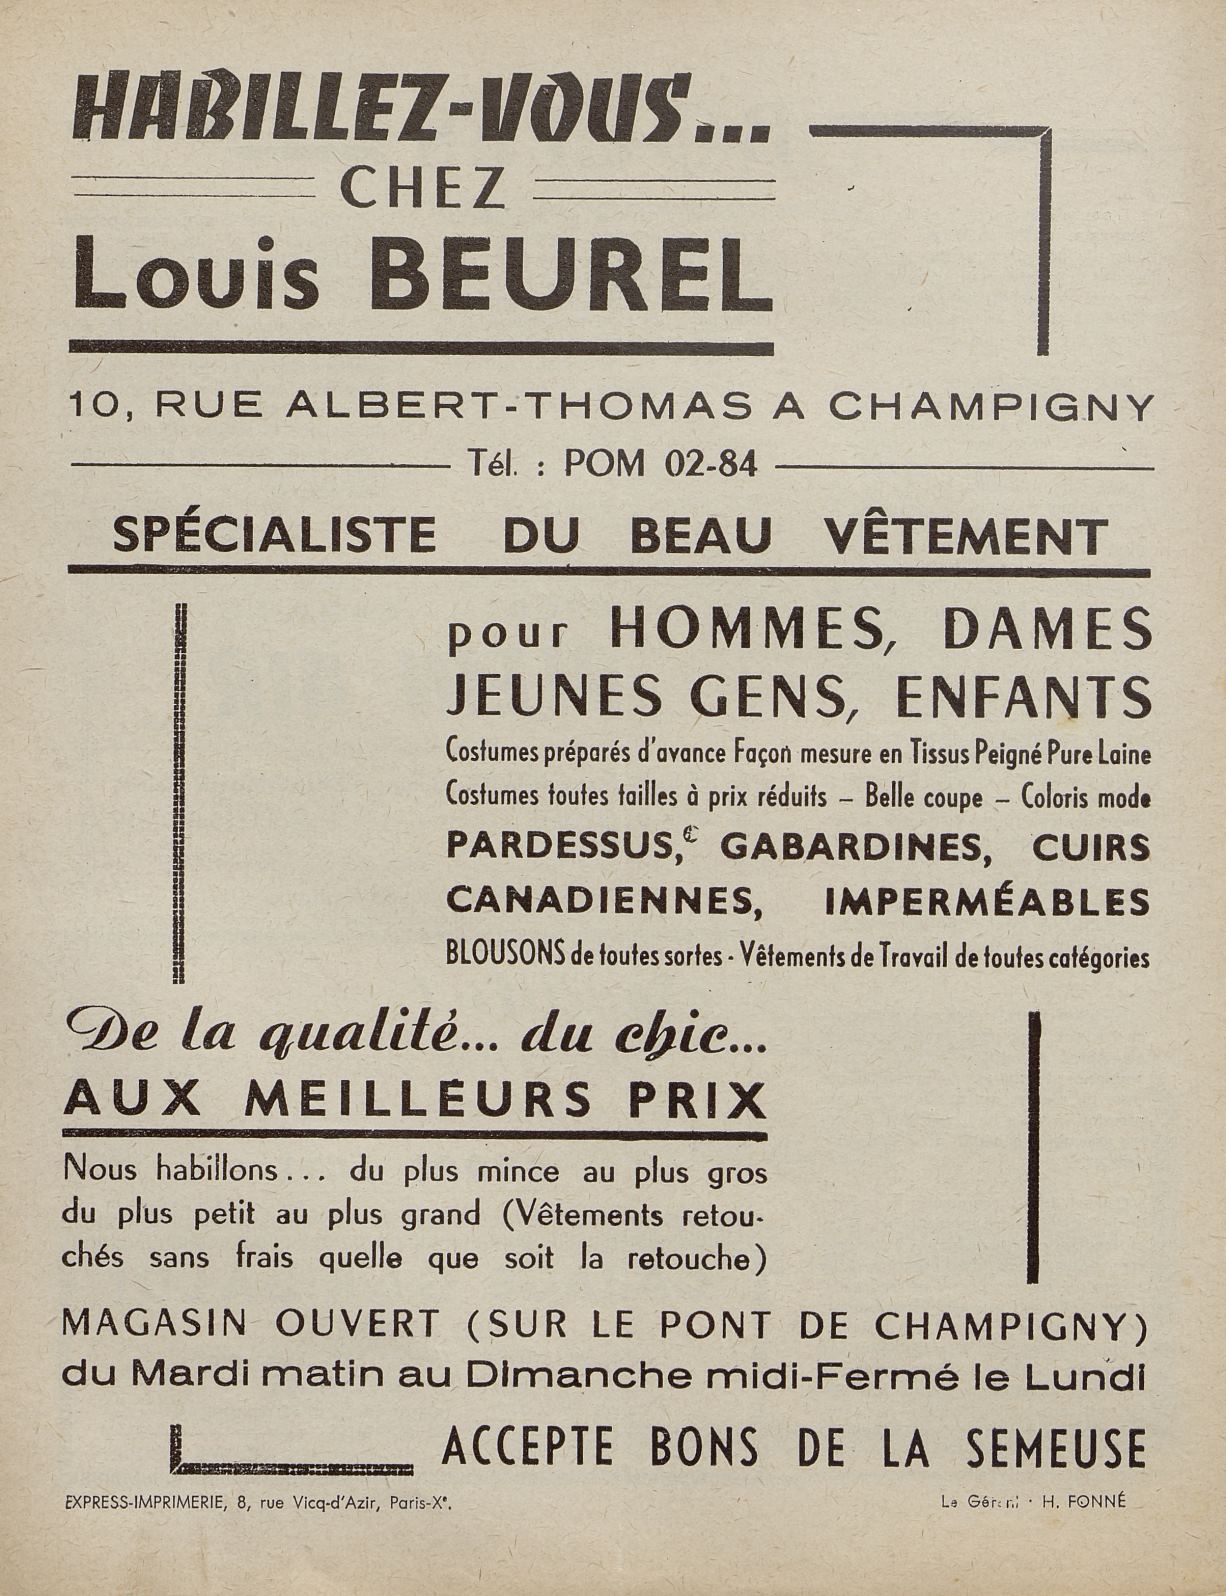 HABILLEZ-VOUS...
CHEZ
Louis BEUREL
10, RUE ALBERT-THOMAS A CHAMPIGNY
Tél. : POM 02-84
SPÉCIALISTE DU BEAU VÊTEMENT
pour HOMMES, DAMES
JEUNES GENS, ENFANTS
Costumes préparés d'avance Façon mesure en Tissus Peigné Pure Laine
Costumes toutes tailles à prix réduits – Belle coupe – Coloris mode
PARDESSUS, GABARDINES, CUIRS
CANADIENNES, IMPERMÉABLES
BLOUSONS de toutes sortes - Vêtements de Travail de toutes catégories
De la qualité... du chic...
AUX MEILLEURS PRIX
Nous habillons... du plus mince au plus gros
du plus petit au plus grand (Vêtements retou-
chés sans frais quelle que soit la retouche)
MAGASIN OUVERT (SUR LE PONT DE CHAMPIGNY)
du Mardi matin au Dimanche midi-Fermé le Lundi
ACCEPTE BONS DE LA SEMEUSE
EXPRESS-IMPRIMERIE, 8, rue Vicq-d'Azir, Paris-Xe.
Le Gérant · H. FONNÉ